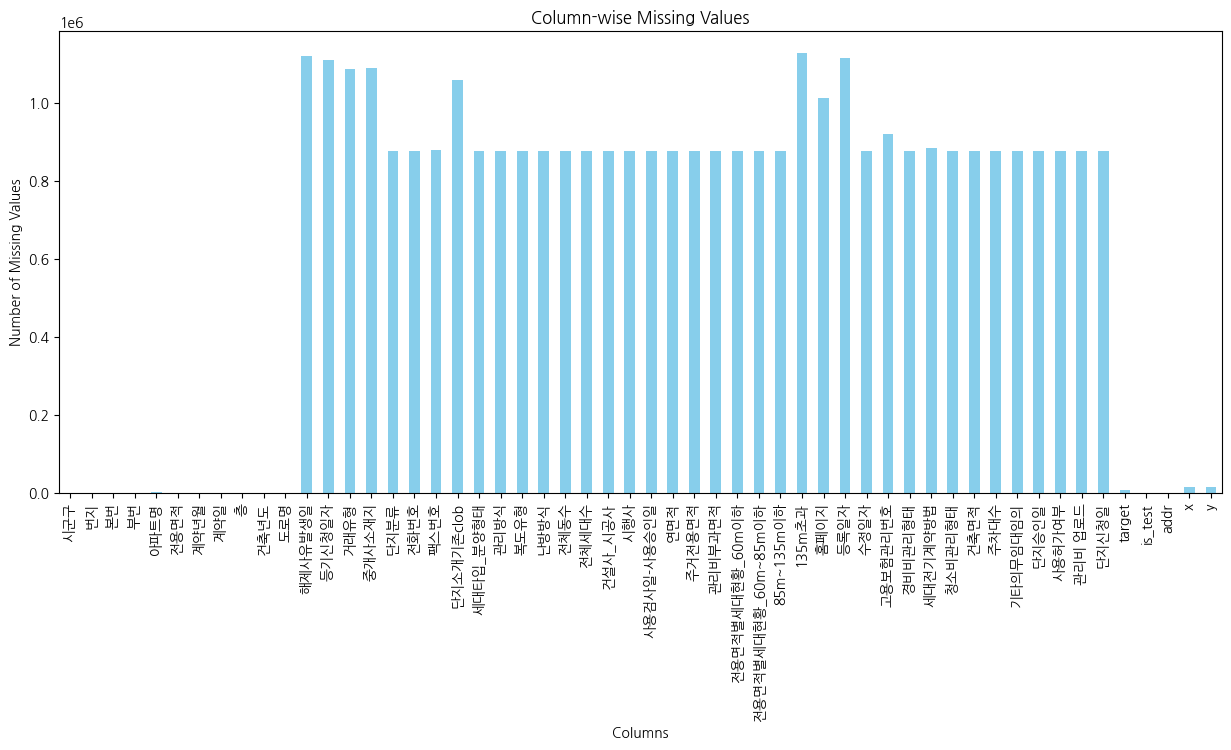 Column-wise Missing Values
1e6
Number of Missing Values
1.0
0.8
0.6
0.4
0.2
0.0
시군구
번지
본번
부번
아파트명
전용면적
계약년월
계약일
층
건축년도
도로명
해제사유발생일
등기신청일자
거래유형
중개사소재지
단지분류
전화번호
팩스번호
단지소개기존clob
세대타입_분양형태
관리방식
복도유형
난방방식
전체동수
전체세대수
건설사_시공사
시행사
사용검사일-사용승인일
연면적
주거전용면적
관리비부과면적
전용면적별세대현황_60m이하
전용면적별세대현황_60m~85m이하
85m~135m이하
135m초과
홈페이지
등록일자
수정일자
고용보험관리번호
경비비관리형태
세대전기계약방법
청소비관리형태
건축면적
주차대수
기타의무임대임의
단지승인일
사용허가여부
관리비 업로드
단지신청일
target
is_test
addr
x
y
Columns